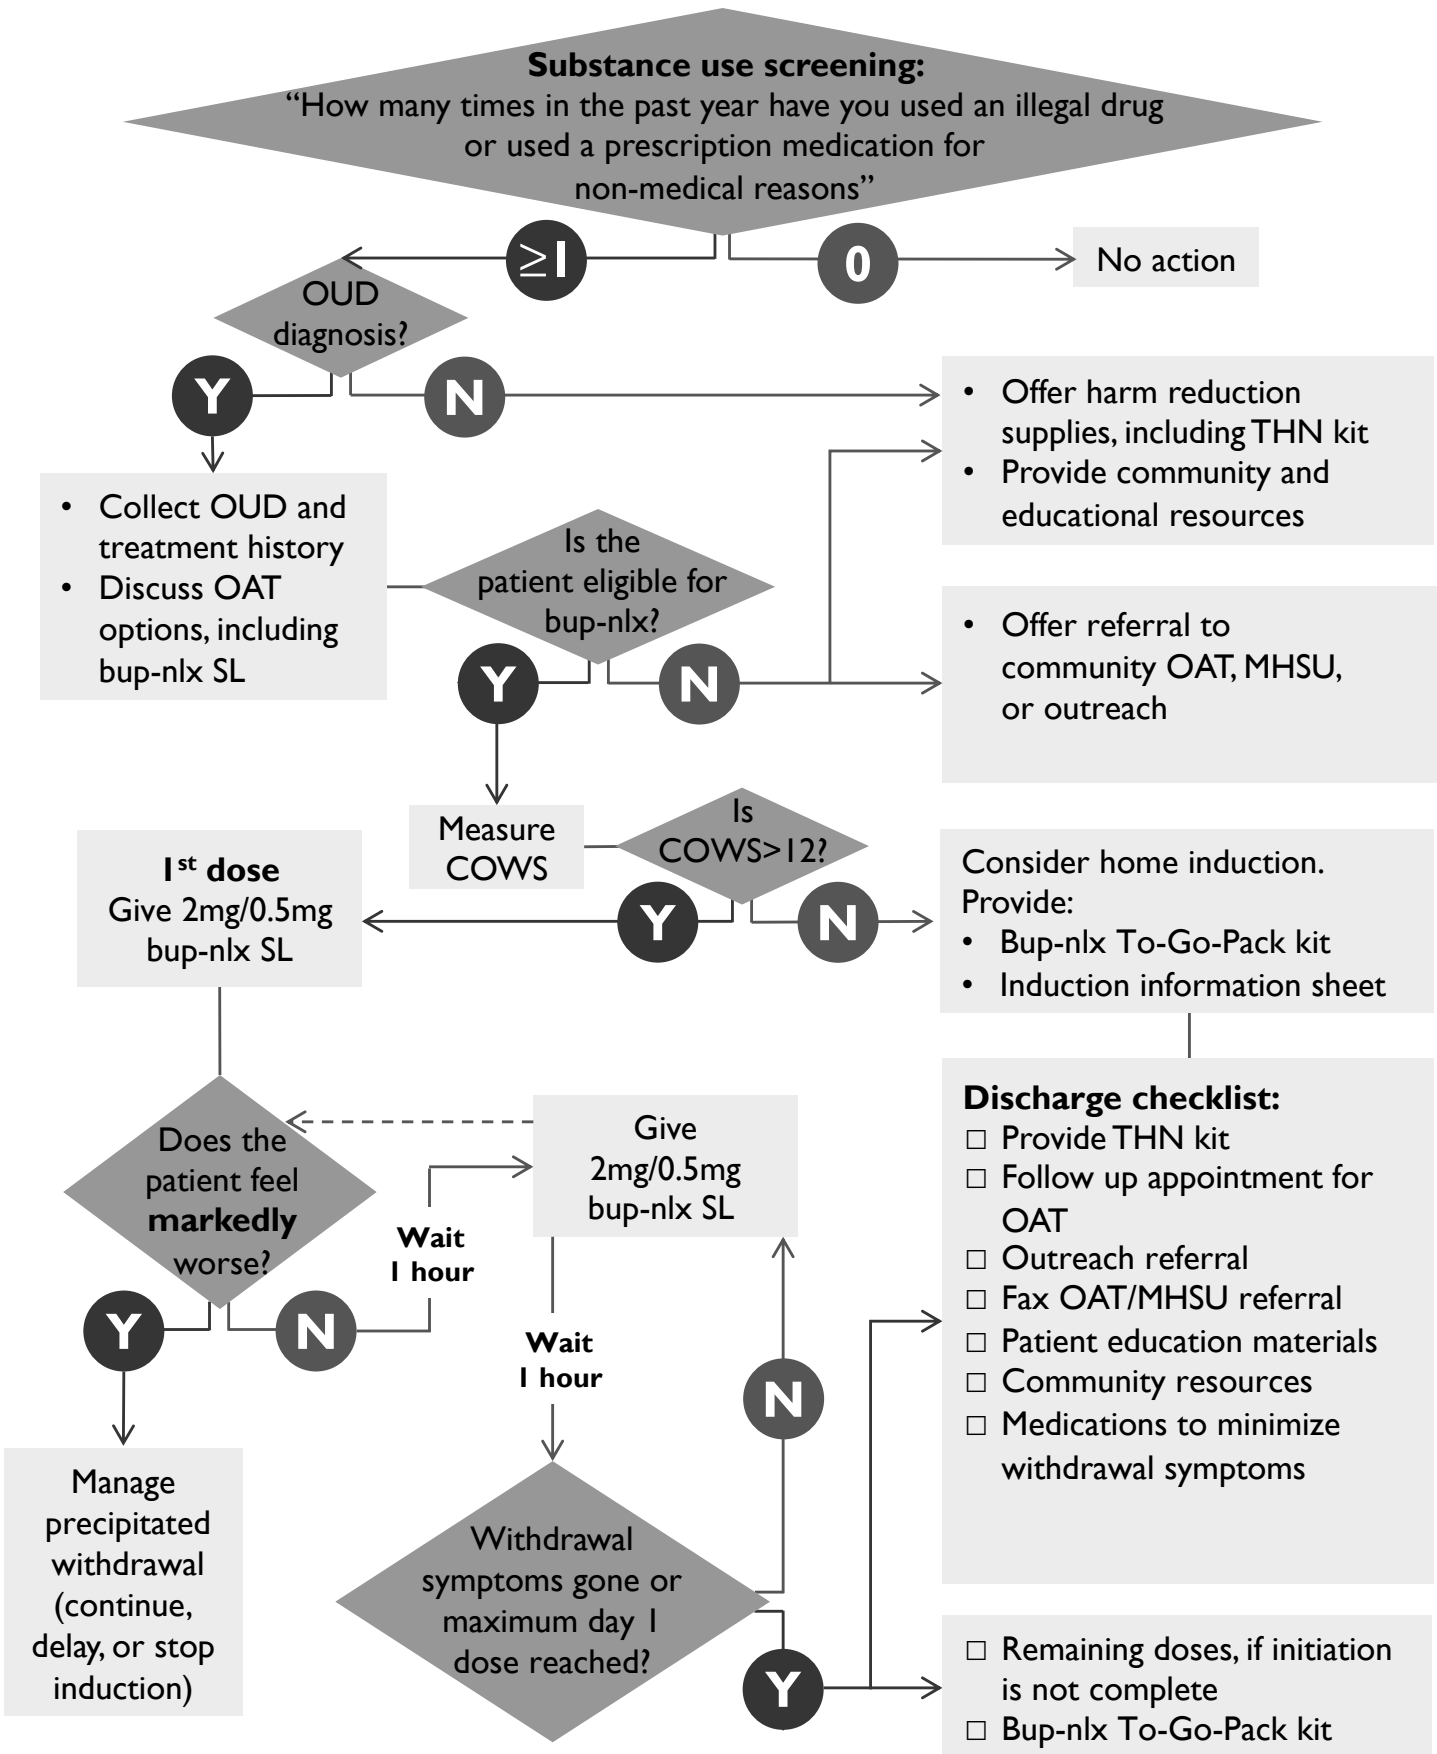 Substance use screening:
“How many times in the past year have you used an illegal drug
or used a prescription medication for
non-medical reasons”
≥1
0
No action
OUD
diagnosis?
Y
N
• Offer harm reduction
supplies, including THN kit
• Provide community and
educational resources
• Collect OUD and
treatment history
• Discuss OAT
options, including
bup-nlx SL
Is the
patient eligible for
bup-nlx?
Y
N
• Offer referral to
community OAT, MHSU,
or outreach
Measure
COWS
Is
COWS>12?
Y
N
1st dose
Give 2mg/0.5mg
bup-nlx SL
Consider home induction.
Provide:
• Bup-nlx To-Go-Pack kit
• Induction information sheet
Does the
patient feel
markedly
worse?
Y
N
Wait
1 hour
Give
2mg/0.5mg
bup-nlx SL
Wait
1 hour
N
Manage
precipitated
withdrawal
(continue,
delay, or stop
induction)
Withdrawal
symptoms gone or
maximum day 1
dose reached?
Y
Discharge checklist:
□ Provide THN kit
□ Follow up appointment for
OAT
□ Outreach referral
□ Fax OAT/MHSU referral
□ Patient education materials
□ Community resources
□ Medications to minimize
withdrawal symptoms
□ Remaining doses, if initiation
is not complete
□ Bup-nlx To-Go-Pack kit